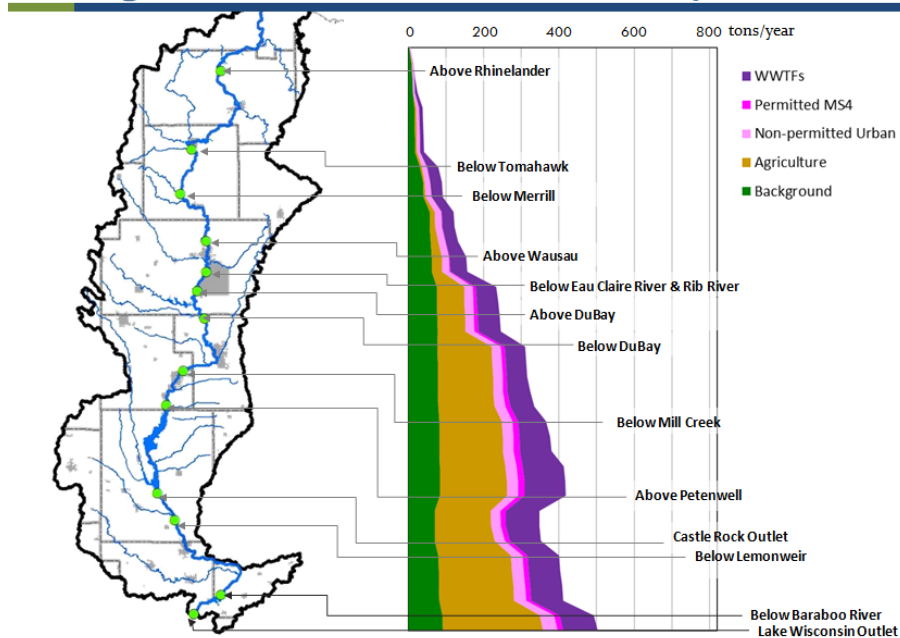 0 200 400 600 800 tons/year
Above Rhinelander
WWTFs
Permitted MS4
Non-permitted Urban
Agriculture
Background
Below Tomahawk
Below Merrill
Above Wausau
Below Eau Claire River & Rib River
Above DuBay
Below DuBay
Below Mill Creek
Above Petenwell
Castle Rock Outlet
Below Lemonweir
Below Baraboo River
Lake Wisconsin Outlet